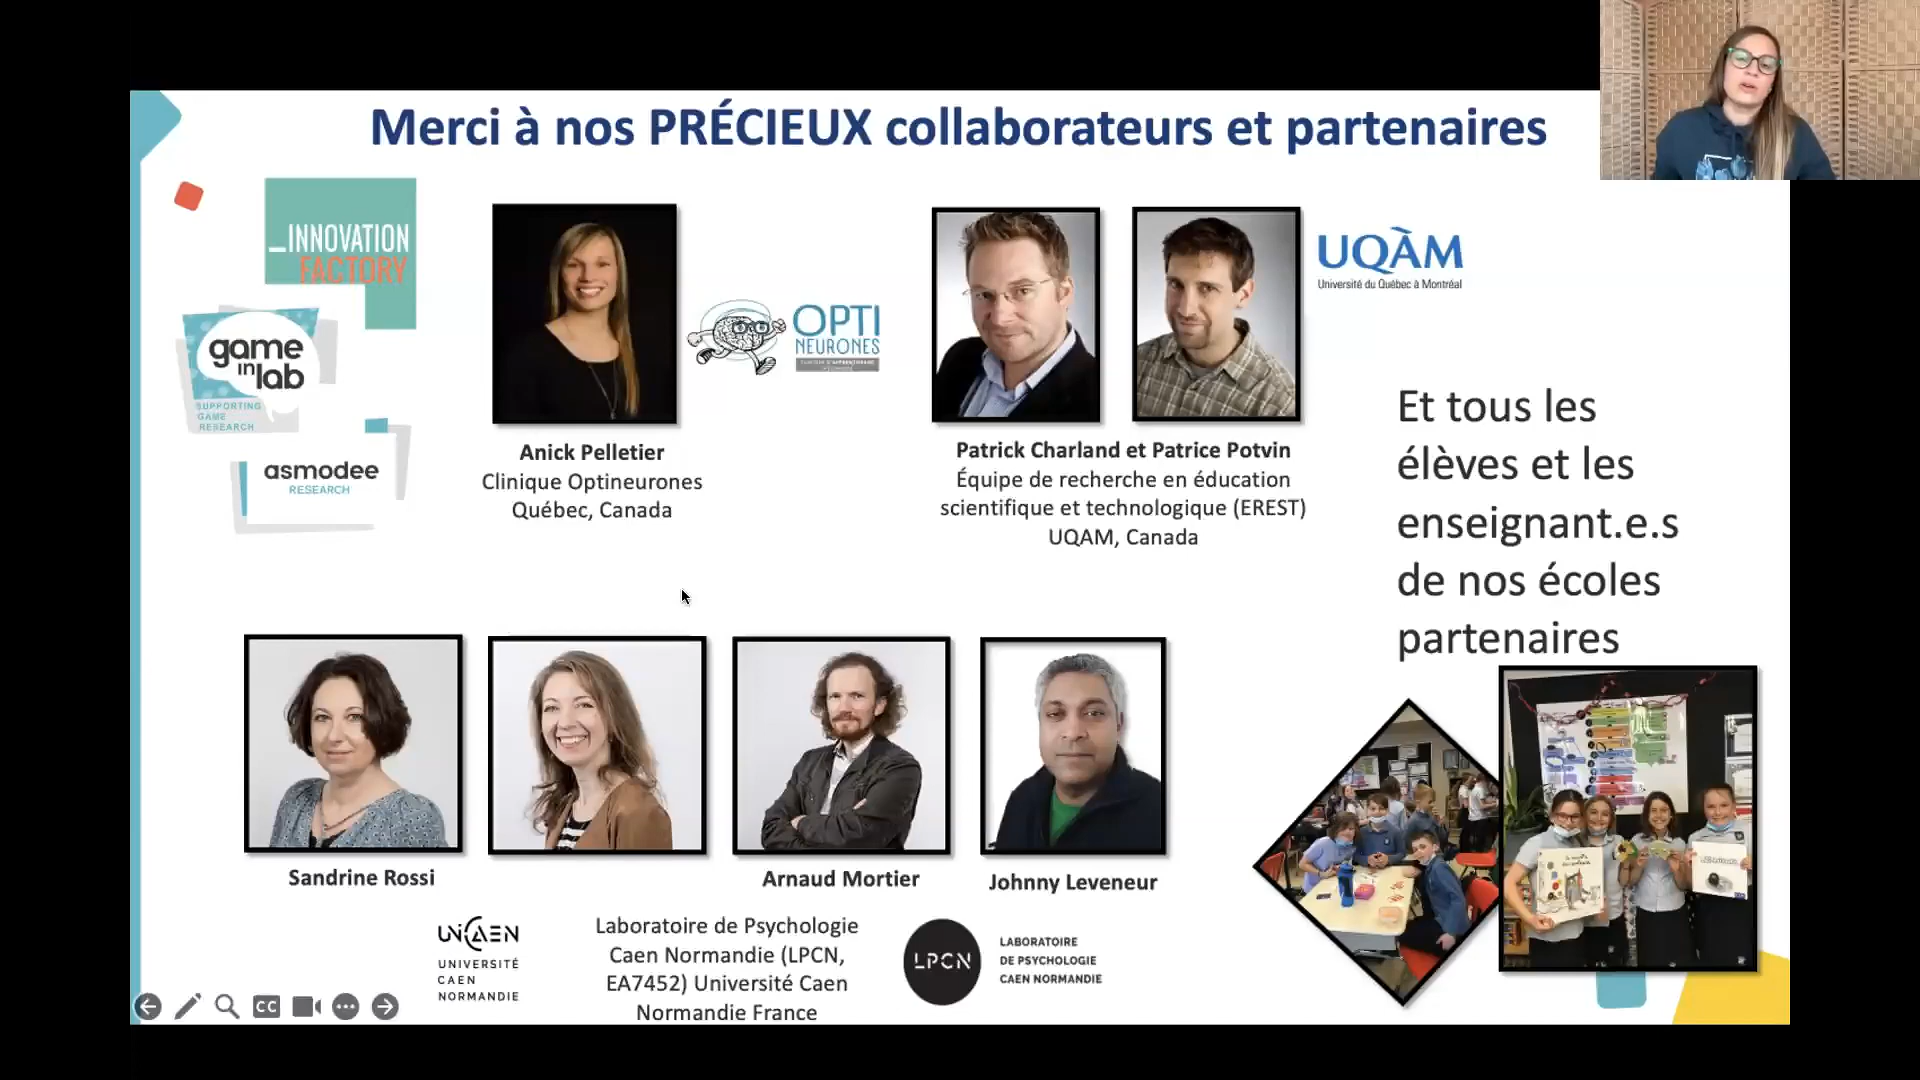 Merci à nos PRÉCIEUX collaborateurs et partenaires
_INNOVATION
FACTORY
game
in
lab
SUPPORTING
GAME
RESEARCH
asmodee
RESEARCH
OPTI
NEURONES
Anick Pelletier
Clinique Optineurones
Québec, Canada
UQÀM
Université du Québec à Montréal
Patrick Charland et Patrice Potvin
Équipe de recherche en éducation
scientifique et technologique (EREST)
UQAM, Canada
Et tous les
élèves et les
enseignant.e.s
de nos écoles
partenaires
Sandrine Rossi
Arnaud Mortier
Johnny Leveneur
UNICAEN
UNIVERSITÉ
CAEN
NORMANDIE
Laboratoire de Psychologie
Caen Normandie (LPCN,
EA7452) Université Caen
Normandie France
LPCN
LABORATOIRE
DE PSYCHOLOGIE
CAEN NORMANDIE
CC